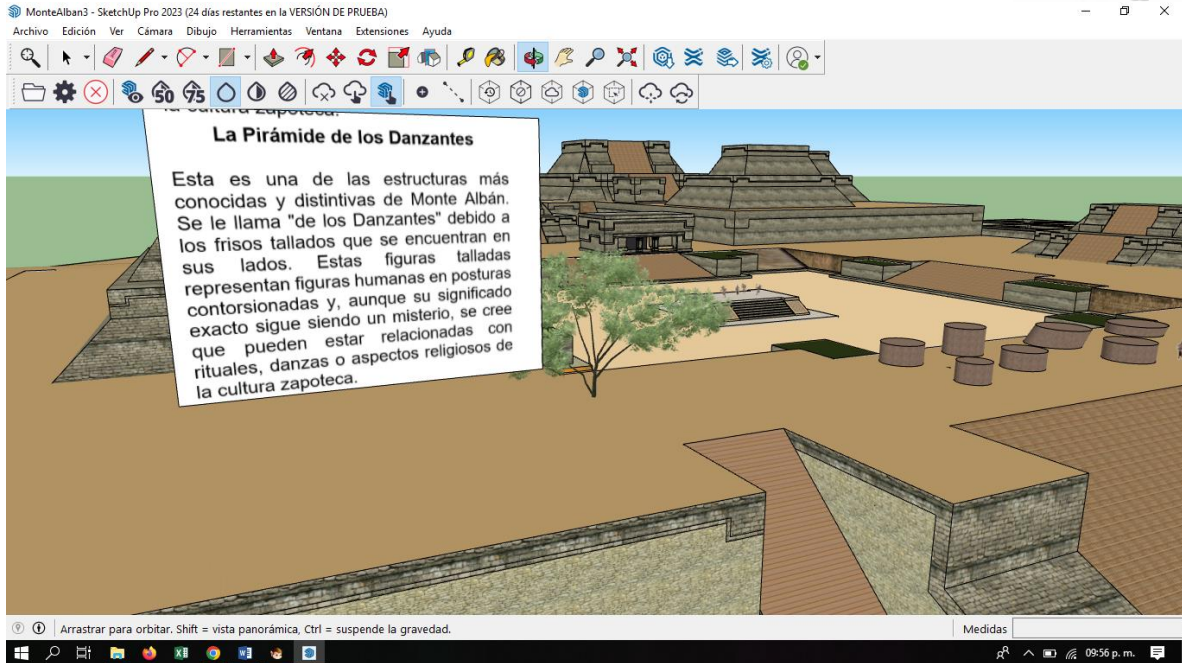 MonteAlban3 - SketchUp Pro 2023 (24 días restantes en la VERSIÓN DE PRUEBA)
Archivo Edición Ver Cámara Dibujo Herramientas Ventana Extensiones Ayuda
50 75
la cultura zapoteca.
La Pirámide de los Danzantes
Esta es una de las estructuras más
conocidas y distintivas de Monte Albán.
Se le llama "de los Danzantes" debido a
los frisos tallados que se encuentran en
sus lados. Estas figuras talladas
representan figuras humanas en posturas
contorsionadas y, aunque su significado
exacto sigue siendo un misterio, se cree
que pueden estar relacionadas con
rituales, danzas o aspectos religiosos de
la cultura zapoteca.
Arrastrar para orbitar. Shift = vista panorámica, Ctrl = suspende la gravedad.
Medidas
09:56 p. m.